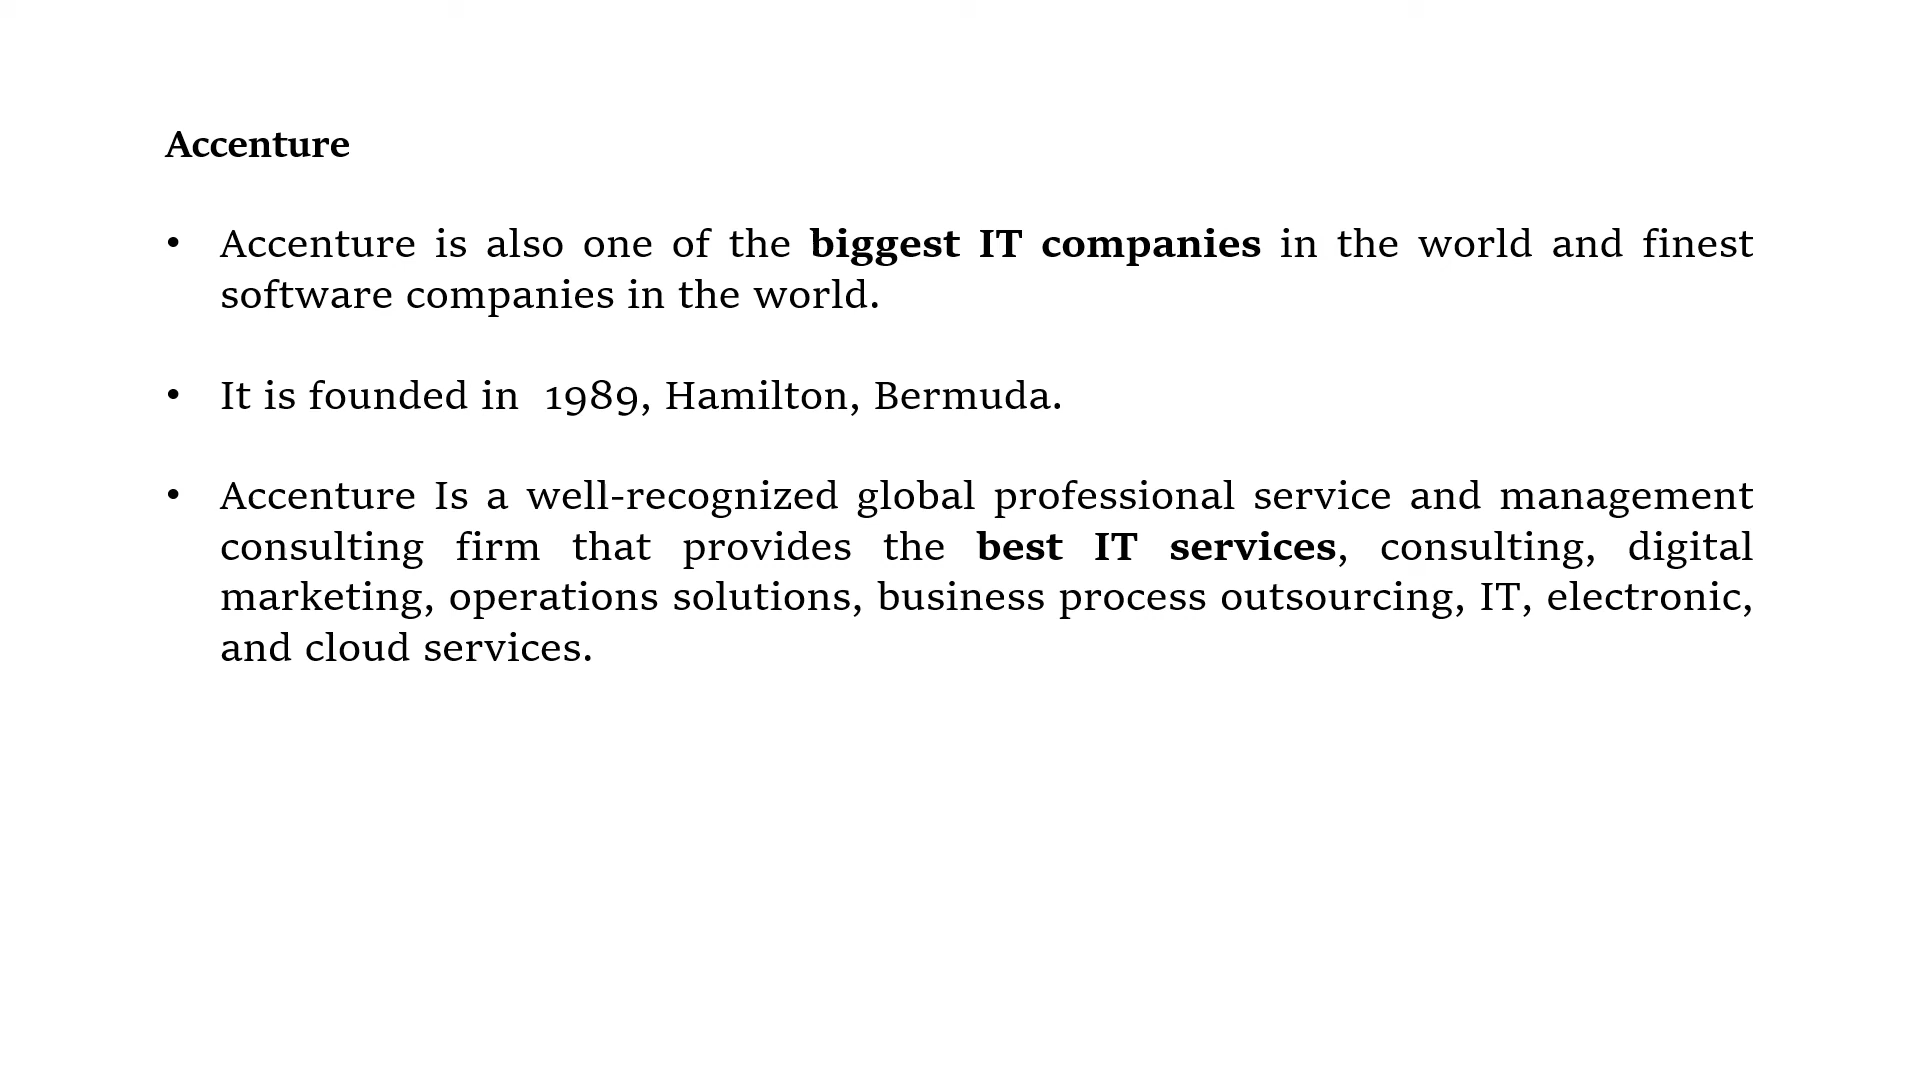 Accenture
• Accenture is also one of the biggest IT companies in the world and finest
software companies in the world.
• It is founded in  1989, Hamilton, Bermuda.
• Accenture Is a well-recognized global professional service and management
consulting firm that provides the best IT services, consulting, digital
marketing, operations solutions, business process outsourcing, IT, electronic,
and cloud services.